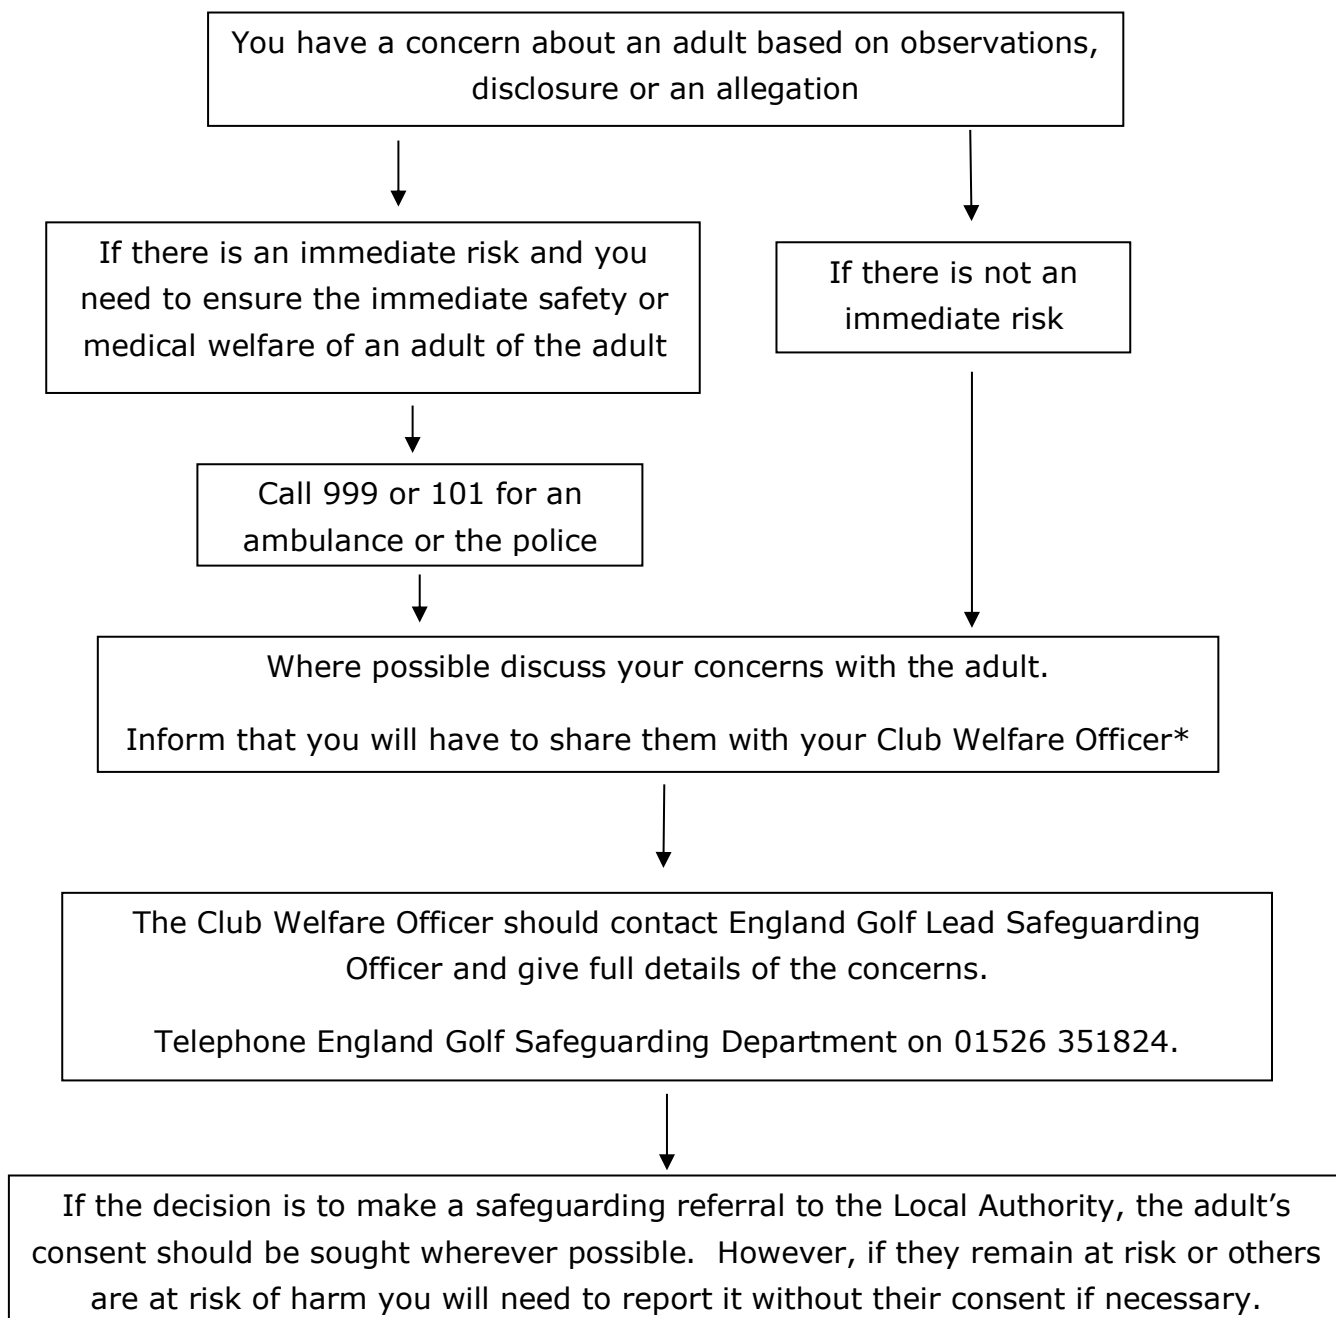 You have a concern about an adult based on observations,
disclosure or an allegation
If there is an immediate risk and you
need to ensure the immediate safety or
medical welfare of an adult of the adult
If there is not an
immediate risk
Call 999 or 101 for an
ambulance or the police
Where possible discuss your concerns with the adult.
Inform that you will have to share them with your Club Welfare Officer*
The Club Welfare Officer should contact England Golf Lead Safeguarding
Officer and give full details of the concerns.
Telephone England Golf Safeguarding Department on 01526 351824.
If the decision is to make a safeguarding referral to the Local Authority, the adult’s
consent should be sought wherever possible.  However, if they remain at risk or others
are at risk of harm you will need to report it without their consent if necessary.